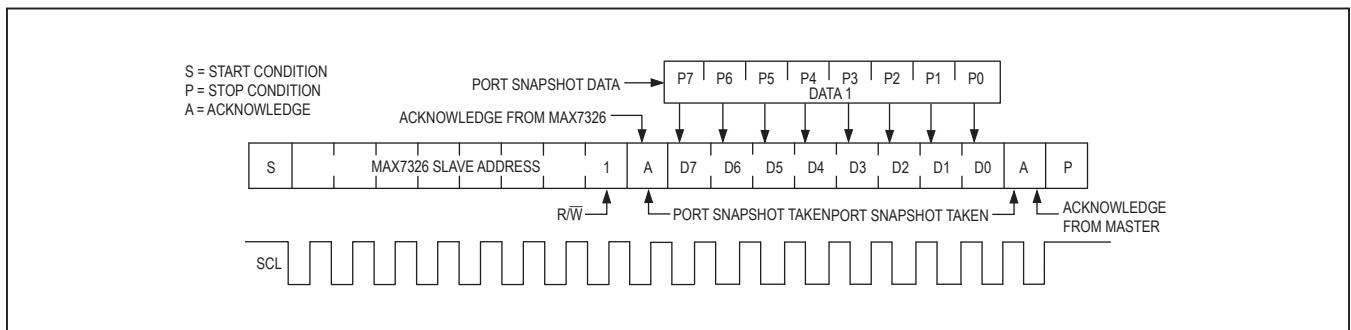 S = START CONDITION
P = STOP CONDITION
A = ACKNOWLEDGE
PORT SNAPSHOT DATA
P7 P6 P5 P4 P3 P2 P1 P0
DATA 1
ACKNOWLEDGE FROM MAX7326
S MAX7326 SLAVE ADDRESS 1 A D7 D6 D5 D4 D3 D2 D1 D0 A P
R/W̅ PORT SNAPSHOT TAKEN PORT SNAPSHOT TAKEN
ACKNOWLEDGE
FROM MASTER
SCL